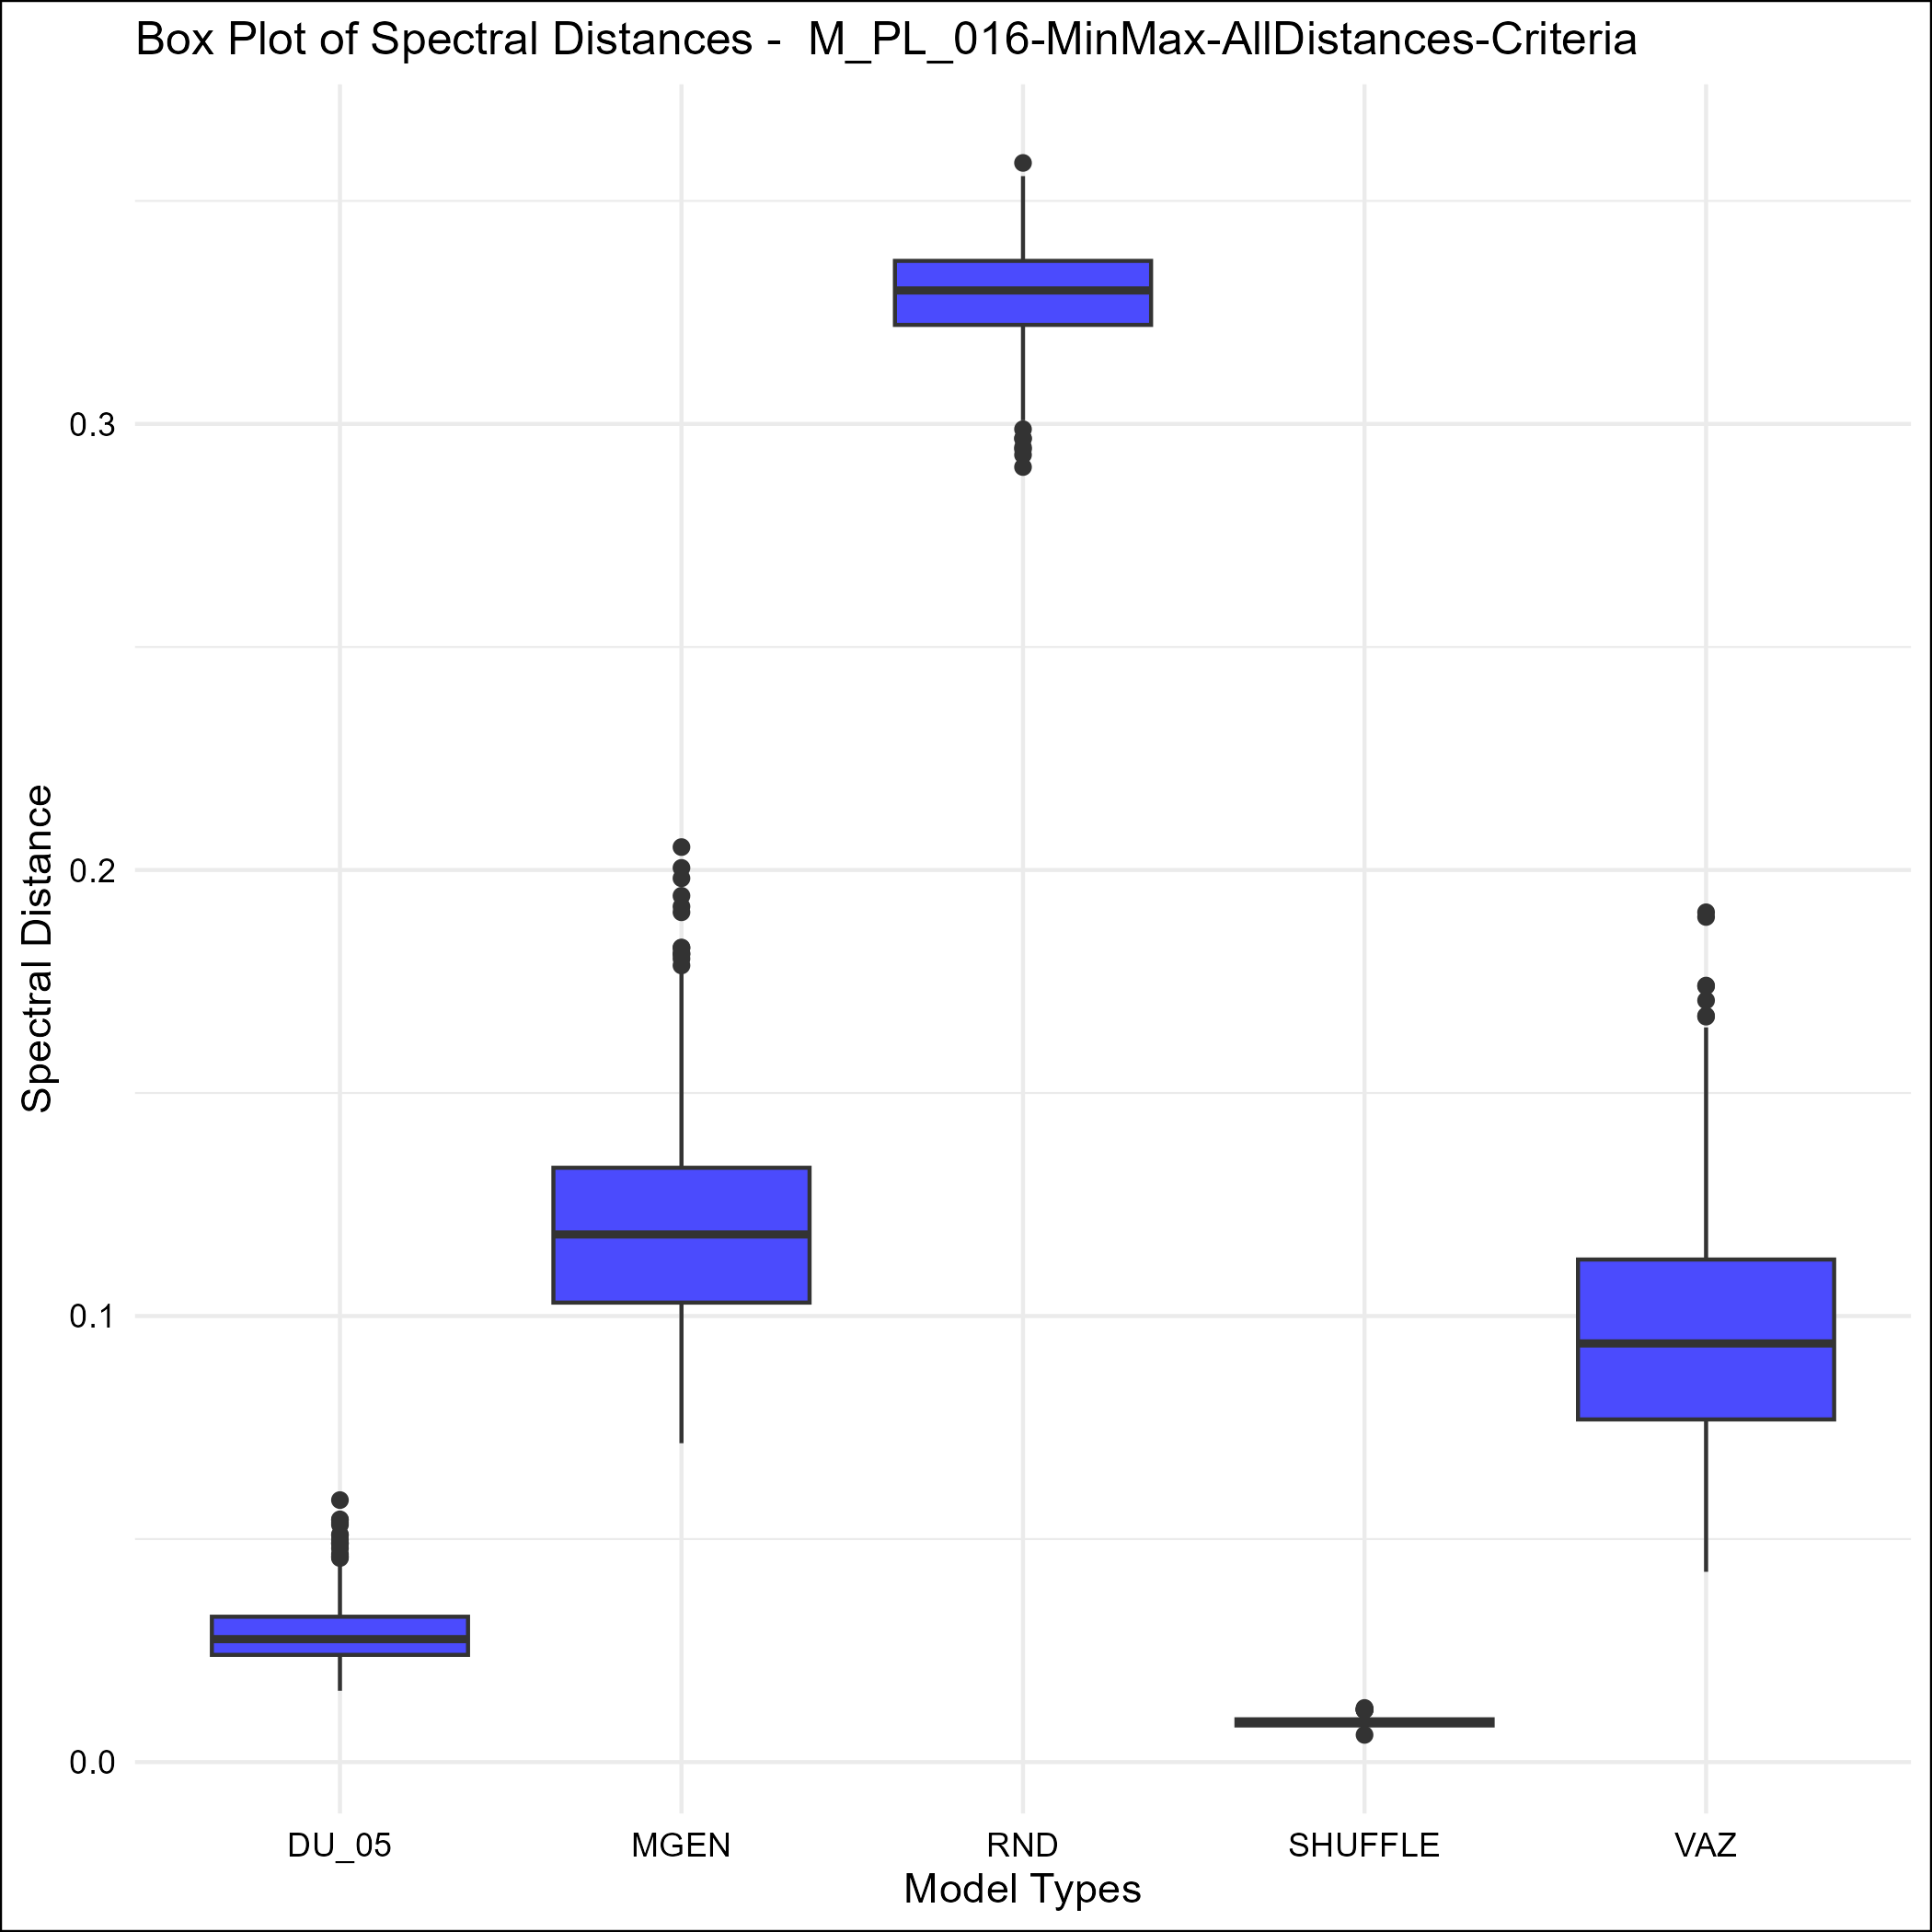 Box Plot of Spectral Distances -  M_PL_016-MinMax-AllDistances-Criteria
Spectral Distance
0.3
0.2
0.1
0.0
DU_05 MGEN RND SHUFFLE VAZ
Model Types